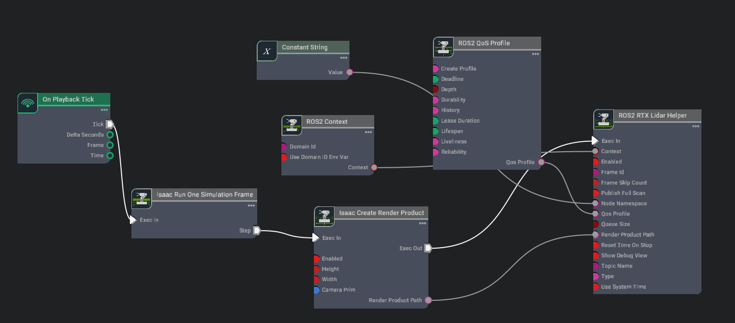 On Playback Tick
Tick
Delta Seconds
Frame
Time
Isaac Run One Simulation Frame
Exec In
Step
X
Constant String
Value
ROS2 Context
Domain Id
Use Domain ID Env Var
Context
Isaac Create Render Product
Exec In
Exec Out
Enabled
Height
Width
Camera Prim
Render Product Path
ROS2 QoS Profile
Create Profile
Deadline
Depth
Durability
History
Lease Duration
Lifespan
Liveliness
Reliability
Qos Profile
ROS2 RTX Lidar Helper
Exec In
Context
Enabled
Frame Id
Frame Skip Count
Publish Full Scan
Node Namespace
Qos Profile
Queue Size
Render Product Path
Reset Time On Stop
Show Debug View
Topic Name
Type
Use System Time